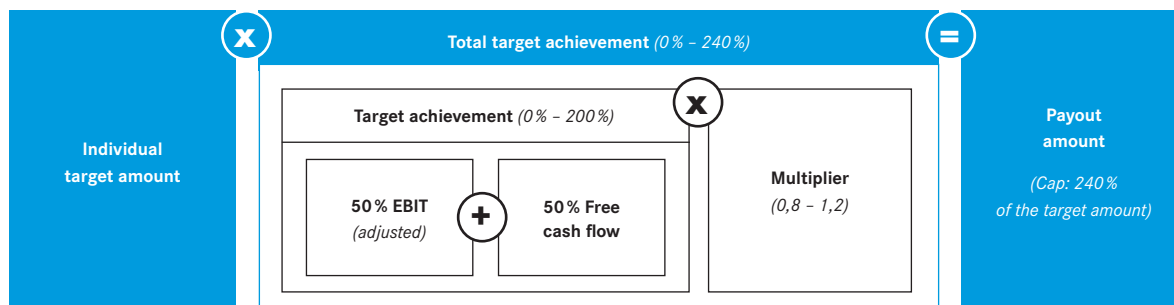 x
Total target achievement (0 % – 240 %)
=
Individual
target amount
Target achievement (0 % – 200 %)
x
50 % EBIT
(adjusted)
+
50 % Free
cash flow
Multiplier
(0,8 – 1,2)
Payout
amount
(Cap: 240 %
of the target amount)